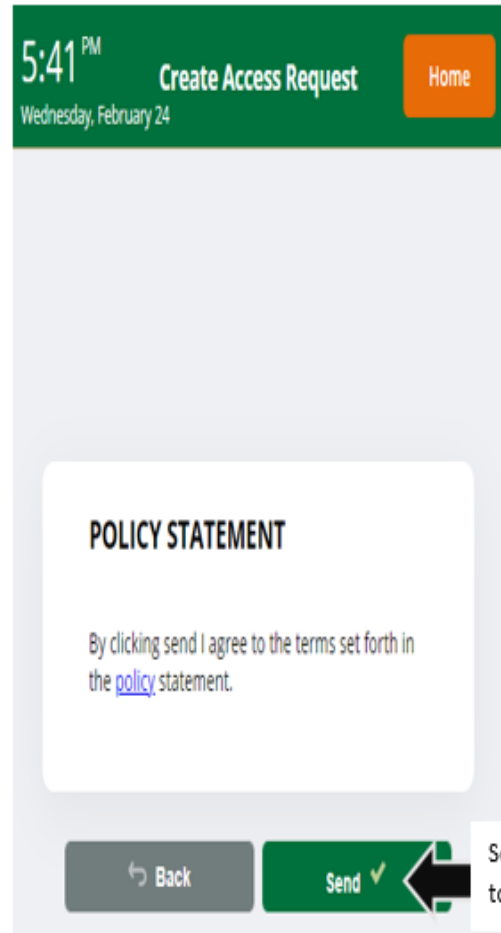 5:41 PM
Create Access Request
Home
Wednesday, February 24
POLICY STATEMENT
By clicking send I agree to the terms set forth in
the policy statement.
Back
Send
to